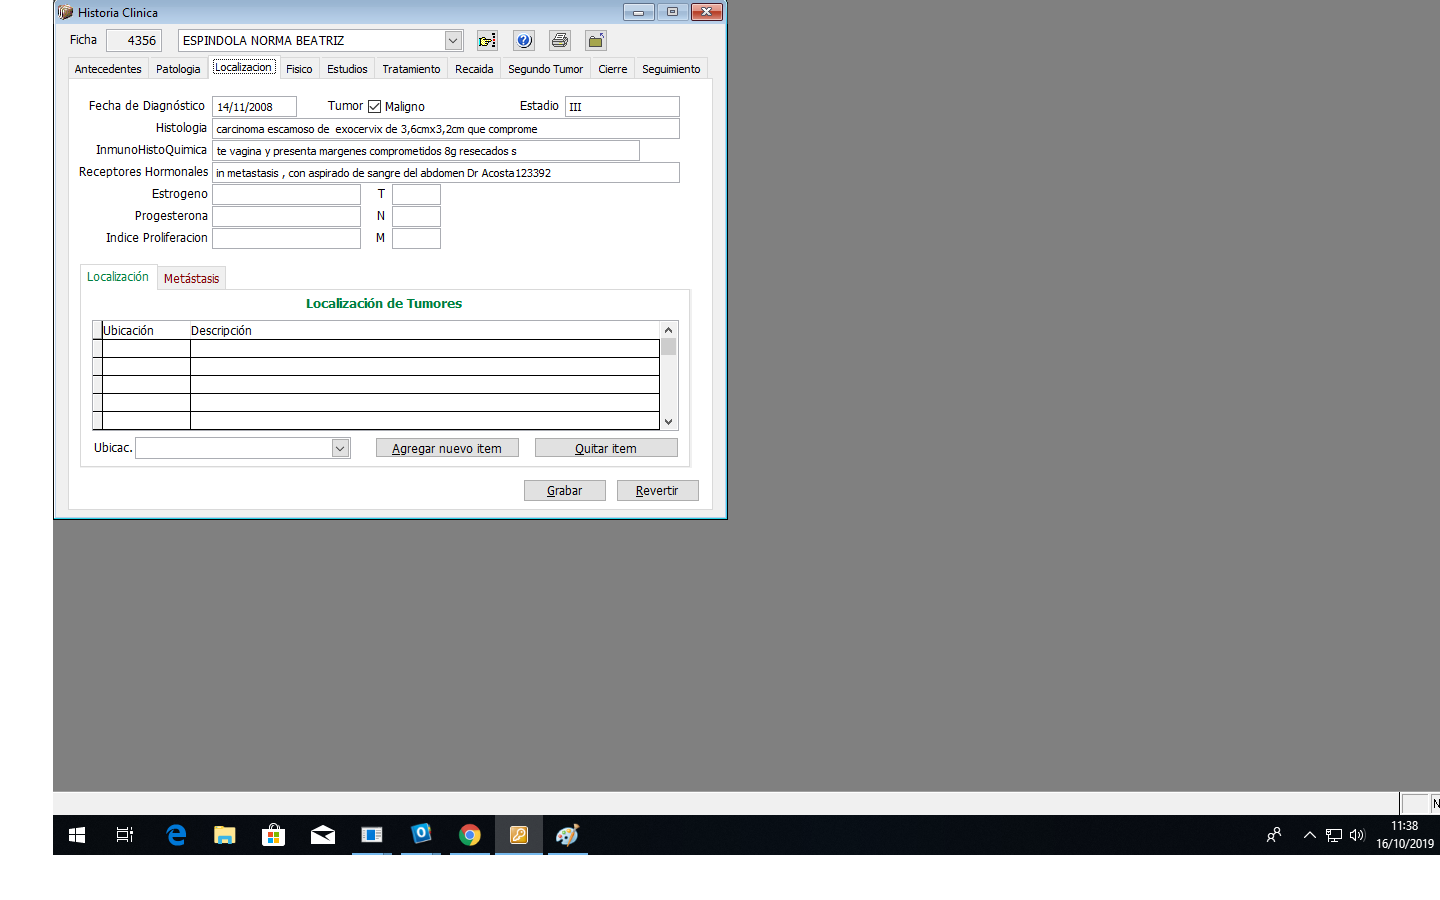 Historia Clinica
Ficha 4356 ESPINDOLA NORMA BEATRIZ
Antecedentes Patologia Localizacion Fisico Estudios Tratamiento Recaida Segundo Tumor Cierre Seguimiento
Fecha de Diagnóstico 14/11/2008 Tumor Maligno Estadio III
Histologia carcinoma escamoso de exocervix de 3,6cmx3,2cm que comprome
InmunoHistoQuimica te vagina y presenta margenes comprometidos 8g resecados s
Receptores Hormonales in metastasis , con aspirado de sangre del abdomen Dr Acosta123392
Estrogeno T
Progesterona N
Indice Proliferacion M
Localización Metástasis
Localización de Tumores
Ubicación Descripción
Ubicac. Agregar nuevo item Quitar item
Grabar Revertir
N
11:38
16/10/2019